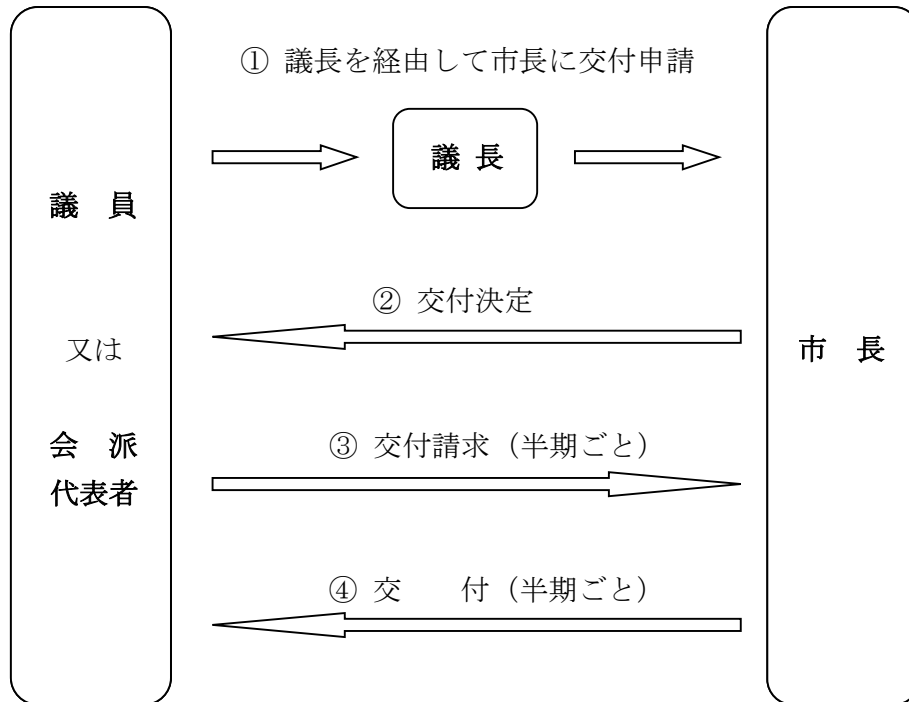 ① 議長を経由して市長に交付申請
議 長
議 員
② 交付決定
又は
市 長
会 派
代表者
③ 交付請求（半期ごと）
④ 交 付（半期ごと）